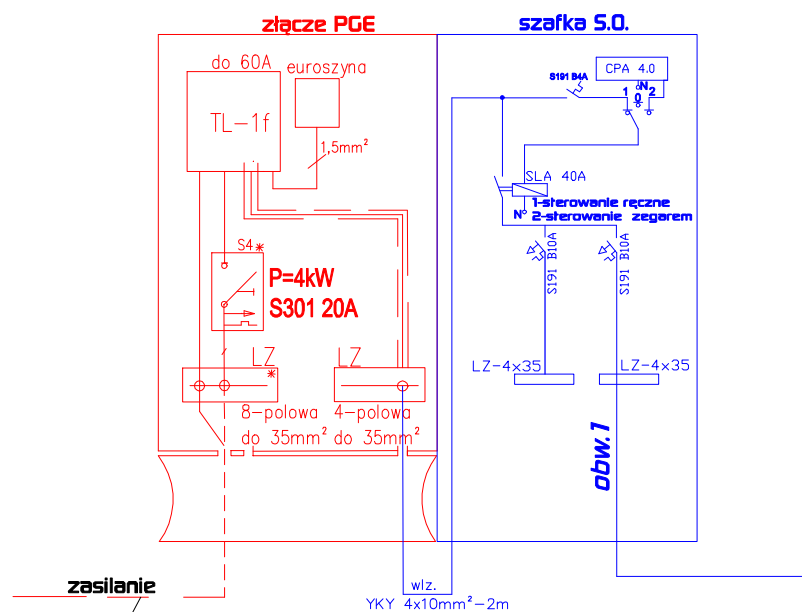 złącze PGE
szafka S.O.
do 60A
euroszyna
TL-1f
1,5mm²
S191 B4A
CPA 4.0
N
1 0 2
SLA 40A
N
1-sterowanie ręczne
2-sterowanie zegarem
S4*
P=4kW
S301 20A
S191 B10A
S191 B10A
LZ
*
LZ
8-polowa
4-polowa
do 35mm²
do 35mm²
LZ-4x35
LZ-4x35
obw.1
zasilanie
wlz.
YKY 4x10mm²-2m